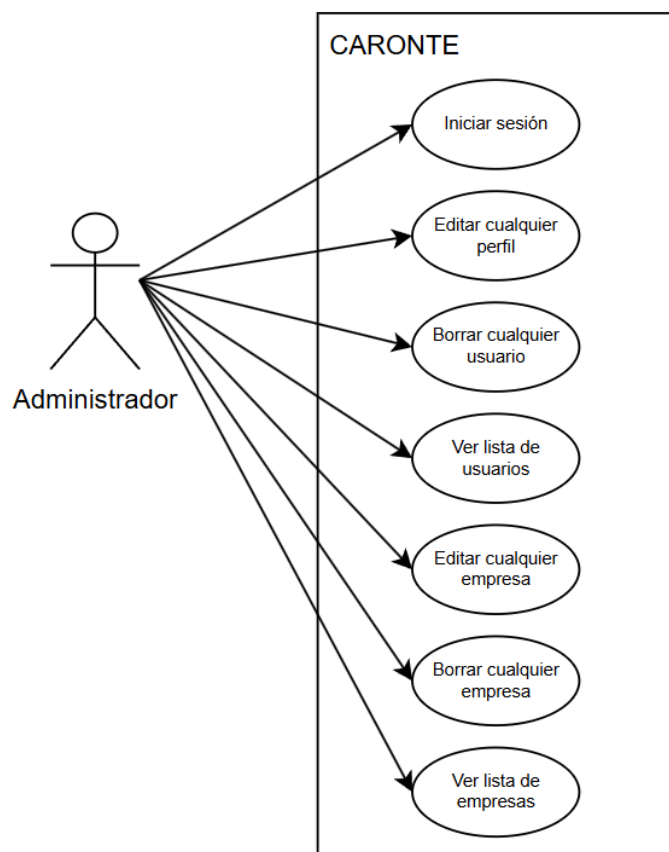 CARONTE
Iniciar sesión
Editar cualquier
perfil
Borrar cualquier
usuario
Administrador
Ver lista de
usuarios
Editar cualquier
empresa
Borrar cualquier
empresa
Ver lista de
empresas